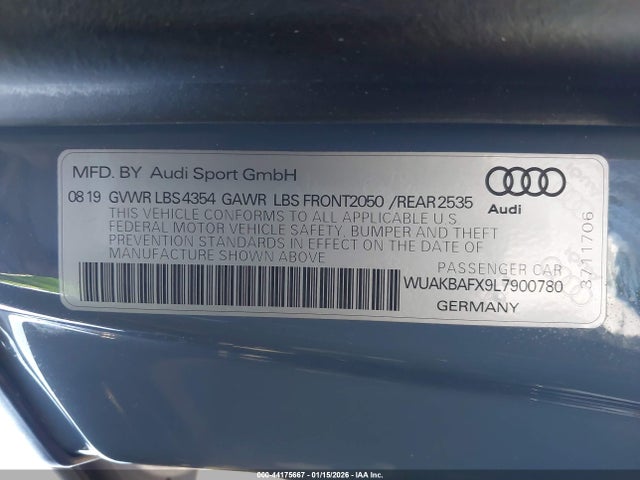 MFD. BY Audi Sport GmbH
08 19 GVWR LBS 4354 GAWR LBS FRONT2050 /REAR 2535
THIS VEHICLE CONFORMS TO ALL APPLICABLE U.S.
FEDERAL MOTOR VEHICLE SAFETY, BUMPER AND THEFT
PREVENTION STANDARDS IN EFFECT ON THE DATE OF
MANUFACTURE SHOWN ABOVE
Audi
PASSENGER CAR
WUAKBAFX9L7900780
GERMANY
3711706
000-44175667 - 01/15/2026 - IAA Inc.